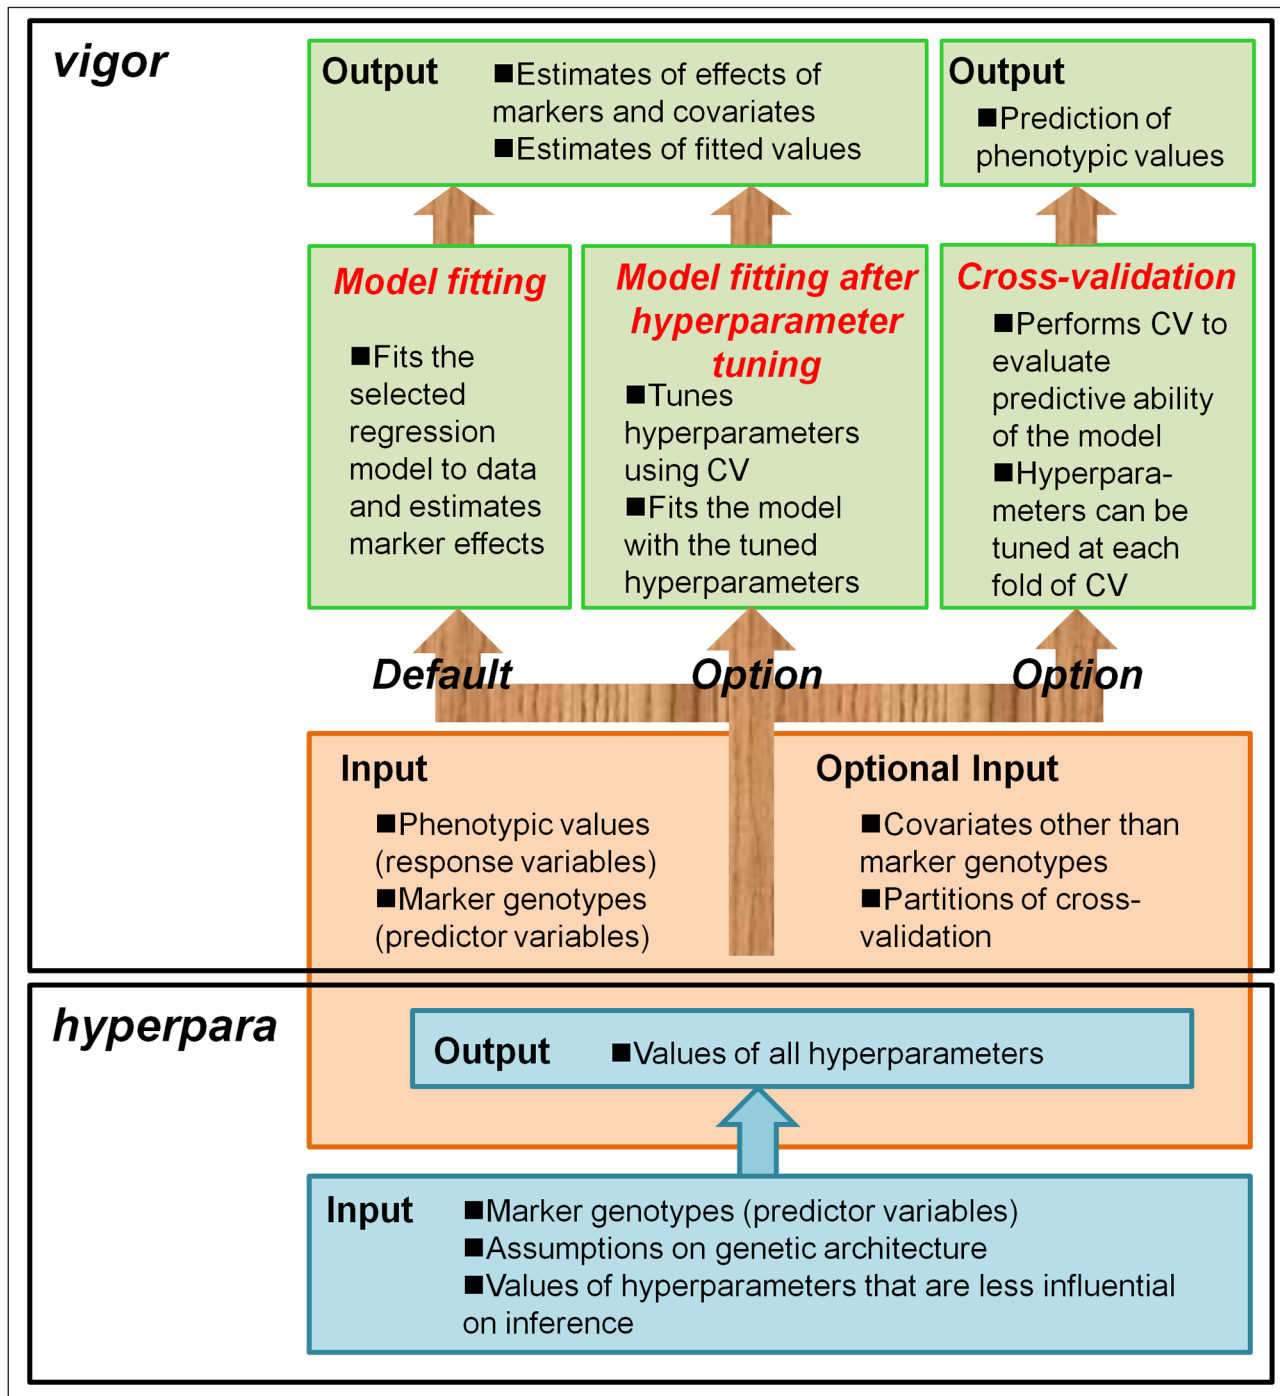 vigor
Output
■Estimates of effects of
markers and covariates
■Estimates of fitted values
Output
■Prediction of
phenotypic values
Model fitting
■Fits the
selected
regression
model to data
and estimates
marker effects
Model fitting after
hyperparameter
tuning
■Tunes
hyperparameters
using CV
■Fits the model
with the tuned
hyperparameters
Cross-validation
■Performs CV to
evaluate
predictive ability
of the model
■Hyperpara-
meters can be
tuned at each
fold of CV
Default
Option
Option
Input
■Phenotypic values
(response variables)
■Marker genotypes
(predictor variables)
Optional Input
■Covariates other than
marker genotypes
■Partitions of cross-
validation
hyperpara
Output
■Values of all hyperparameters
Input
■Marker genotypes (predictor variables)
■Assumptions on genetic architecture
■Values of hyperparameters that are less influential
on inference